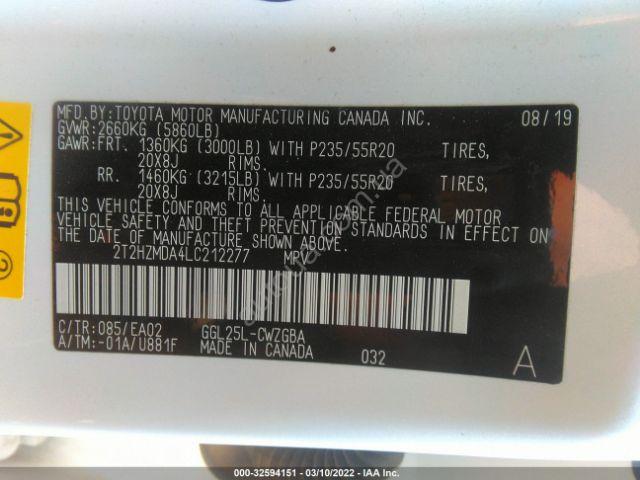 MFD.BY:TOYOTA MOTOR MANUFACTURING CANADA INC. 08/19
GVWR:2660KG (5860LB)
GAWR:FRT. 1360KG (3000LB) WITH P235/55R20 TIRES,
20X8J RIMS.
RR. 1460KG (3215LB) WITH P235/55R20 TIRES,
20X8J RIMS.
THIS VEHICLE CONFORMS TO ALL APPLICABLE FEDERAL MOTOR
VEHICLE SAFETY AND THEFT PREVENTION STANDARDS IN EFFECT ON
THE DATE OF MANUFACTURE SHOWN ABOVE.
2T2HZMDA4LC212277 MPV
C/TR:085/EA02 GGL25L-CWZGBA
A/TM:-01A/U881F MADE IN CANADA 032 A
000-32594151 — 03/10/2022 — IAA Inc.